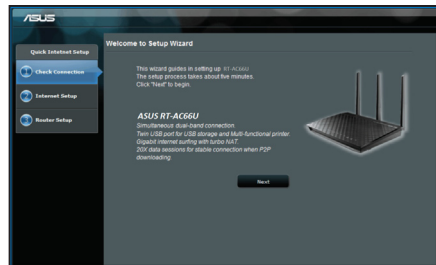 ASUS
Quick Internet Setup
1 Check Connection
2 Internet Setup
3 Router Setup
Welcome to Setup Wizard
This wizard guides in setting up RT-AC66U
The setup process takes about five minutes.
Click "Next" to begin.
ASUS RT-AC66U
Simultaneous dual-band connection.
Twin USB port for USB storage and Multi-functional printer
Gigabit internet surfing with turbo NAT.
20X data sessions for stable connection when P2P
downloading
Next